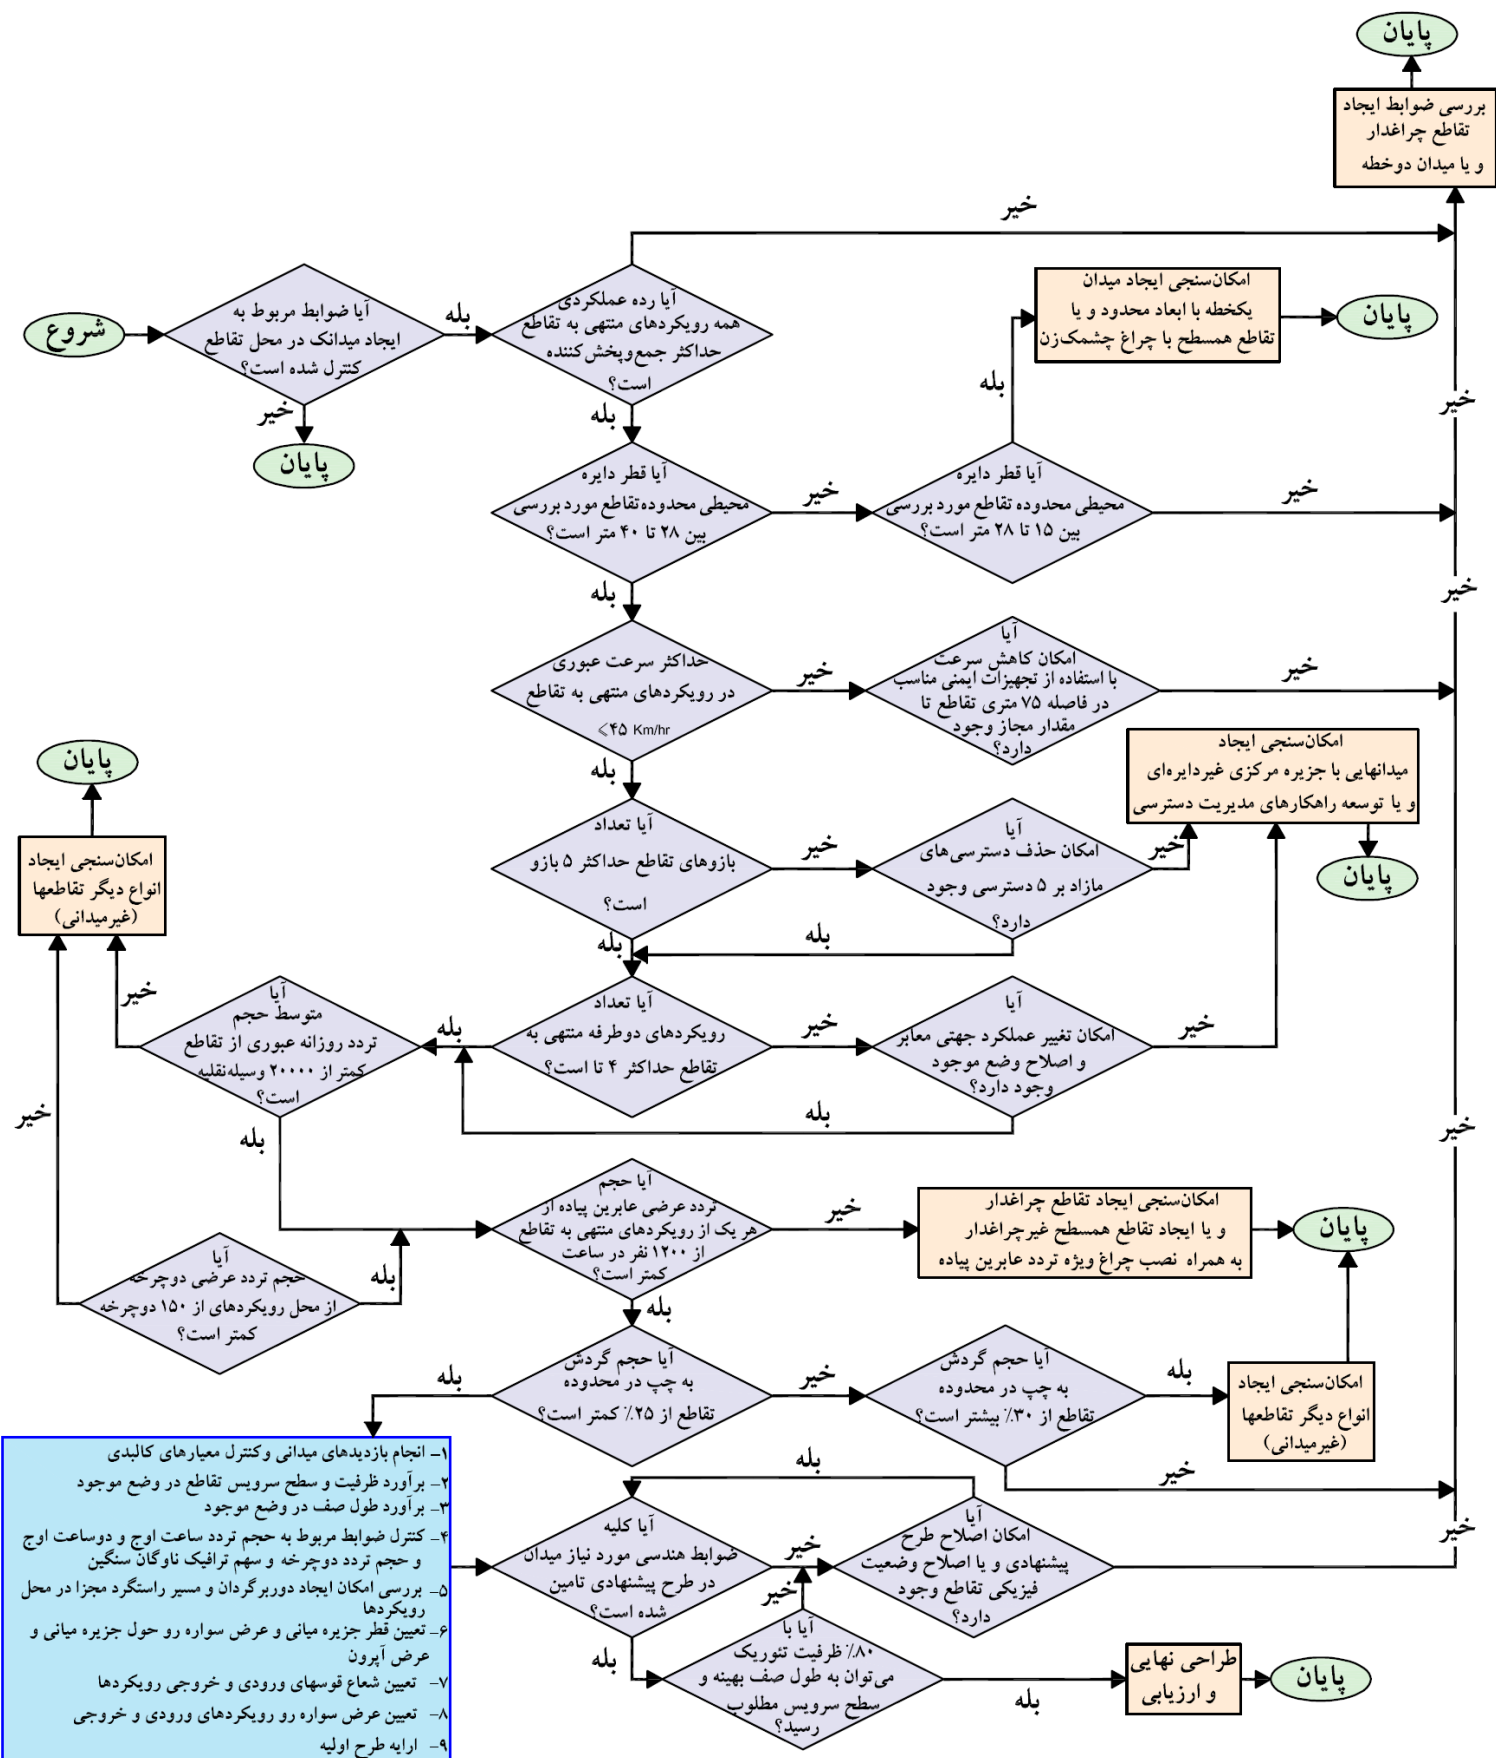 پایان
بررسی ضوابط ایجاد
تقاطع چراغدار
و یا میدان دوخطه
خیر
شروع
آیا ضوابط مربوط به
ایجاد میدانک در محل تقاطع
کنترل شده است؟
بله
خیر
پایان
آیا رده عملکردی
همه رویکردهای منتهی به تقاطع
حداکثر جمع‌وپخش‌کننده
است؟
بله
امکان‌سنجی ایجاد میدان
یکخطه با ابعاد محدود و یا
تقاطع همسطح با چراغ چشمک‌زن
پایان
بله
خیر
آیا قطر دایره
محیطی محدوده تقاطع مورد بررسی
بین ۲۸ تا ۴۰ متر است؟
خیر
آیا قطر دایره
محیطی محدوده تقاطع مورد بررسی
بین ۱۵ تا ۲۸ متر است؟
خیر
بله
خیر
حداکثر سرعت عبوری
در رویکردهای منتهی به تقاطع
⩽۴۵ Km/hr
خیر
آیا
امکان کاهش سرعت
با استفاده از تجهیزات ایمنی مناسب
در فاصله ۷۵ متری تقاطع تا
مقدار مجاز وجود
دارد؟
خیر
بله
امکان‌سنجی ایجاد
میدانهایی با جزیره مرکزی غیردایره‌ای
و یا توسعه راهکارهای مدیریت دسترسی
پایان
پایان
امکان‌سنجی ایجاد
انواع دیگر تقاطعها
(غیرمیدانی)
آیا تعداد
بازوهای تقاطع حداکثر ۵ بازو
است؟
خیر
آیا
امکان حذف دسترسی‌های
مازاد بر ۵ دسترسی وجود
دارد؟
خیر
بله
بله
آیا
متوسط حجم
تردد روزانه عبوری از تقاطع
کمتر از ۲۰۰۰۰ وسیله‌نقلیه
است؟
خیر
بله
آیا تعداد
رویکردهای دوطرفه منتهی به
تقاطع حداکثر ۴ تا است؟
بله
خیر
آیا
امکان تغییر عملکرد جهتی معابر
و اصلاح وضع موجود
وجود دارد؟
خیر
بله
خیر
خیر
آیا حجم
تردد عرضی عابرین پیاده از
هر یک از رویکردهای منتهی به تقاطع
از ۱۲۰۰ نفر در ساعت
کمتر است؟
خیر
امکان‌سنجی ایجاد تقاطع چراغدار
و یا ایجاد تقاطع همسطح غیرچراغدار
به همراه نصب چراغ ویژه تردد عابرین پیاده
پایان
بله
آیا
حجم تردد عرضی دوچرخه
از محل رویکردهای از ۱۵۰ دوچرخه
کمتر است؟
بله
آیا حجم گردش
به چپ در محدوده
تقاطع از ۲۵٪ کمتر است؟
بله
خیر
آیا حجم گردش
به چپ در محدوده
تقاطع از ۳۰٪ بیشتر است؟
بله
خیر
امکان‌سنجی ایجاد
انواع دیگر تقاطعها
(غیرمیدانی)
۱- انجام بازدیدهای میدانی وکنترل معیارهای کالبدی
۲- برآورد ظرفیت و سطح سرویس تقاطع در وضع موجود
۳- برآورد طول صف در وضع موجود
۴- کنترل ضوابط مربوط به حجم تردد ساعت اوج و دوساعت اوج
و حجم تردد دوچرخه و سهم ترافیک ناوگان سنگین
۵- بررسی امکان ایجاد دوربرگردان و مسیر راستگرد مجزا در محل
رویکردها
۶- تعیین قطر جزیره میانی و عرض سواره رو حول جزیره میانی و
عرض آپرون
۷- تعیین شعاع قوسهای ورودی و خروجی رویکردها
۸- تعیین عرض سواره رو رویکردهای ورودی و خروجی
۹- ارایه طرح اولیه
بله
آیا کلیه
ضوابط هندسی مورد نیاز میدان
در طرح پیشنهادی تامین
شده است؟
خیر
آیا
امکان اصلاح طرح
پیشنهادی و یا اصلاح وضعیت
فیزیکی تقاطع وجود
دارد؟
خیر
بله
خیر
آیا با
۸۰٪ ظرفیت تئوریک
می‌توان به طول صف بهینه و
سطح سرویس مطلوب
رسید؟
بله
طراحی نهایی
و ارزیابی
پایان